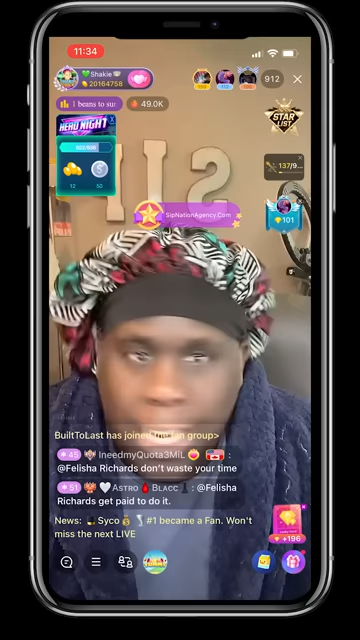 11:34
Shakie
20164758
912
1 beans to sur
49.0K
HERO NIGHT
12
50
STAR
LIST
137/9...
101
SipNationAgency.Com
BuiltToLast has joined the fan group>
45 IneedmyQuota3MiL :
@Felisha Richards don't waste your time
51 ASTRO BLACC : @Felisha
Richards get paid to do it.
News: Syco #1 became a Fan. Won't
miss the next LIVE
+196